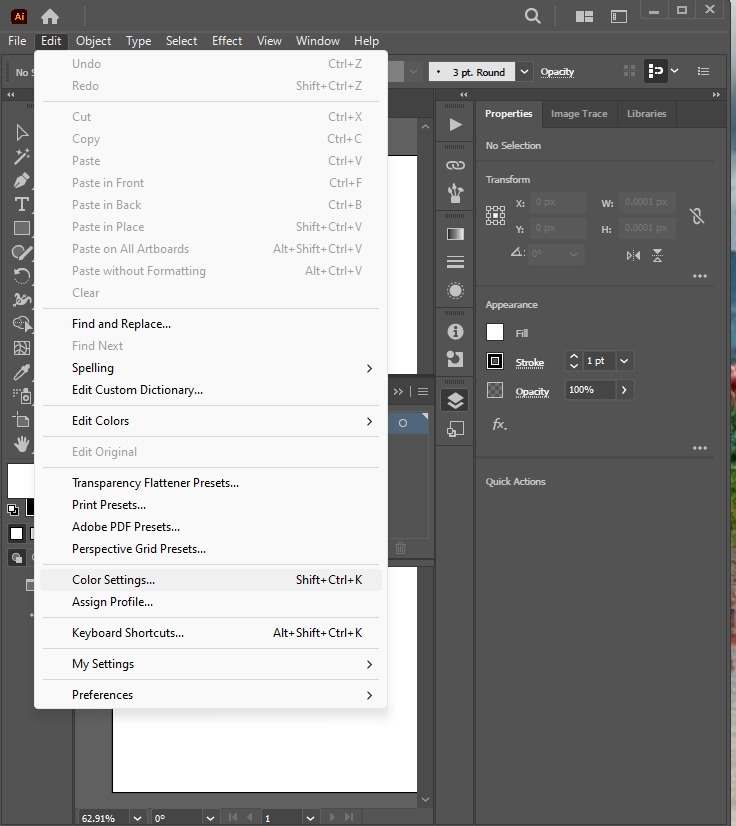 Ai
File Edit Object Type Select Effect View Window Help
Undo Ctrl+Z
Redo Shift+Ctrl+Z
Cut Ctrl+X
Copy Ctrl+C
Paste Ctrl+V
Paste in Front Ctrl+F
Paste in Back Ctrl+B
Paste in Place Shift+Ctrl+V
Paste on All Artboards Alt+Shift+Ctrl+V
Paste without Formatting Alt+Ctrl+V
Clear
Find and Replace...
Find Next
Spelling
Edit Custom Dictionary...
Edit Colors
Edit Original
Transparency Flattener Presets...
Print Presets...
Adobe PDF Presets...
Perspective Grid Presets...
Color Settings... Shift+Ctrl+K
Assign Profile...
Keyboard Shortcuts... Alt+Shift+Ctrl+K
My Settings
Preferences
No S
3 pt. Round Opacity
Properties Image Trace Libraries
No Selection
Transform
X: 0 px W: 0.0001 px
Y: 0 px H: 0.0001 px
0°
Appearance
Fill
Stroke 1 pt
Opacity 100%
fx.
Quick Actions
62.91% 0° 1